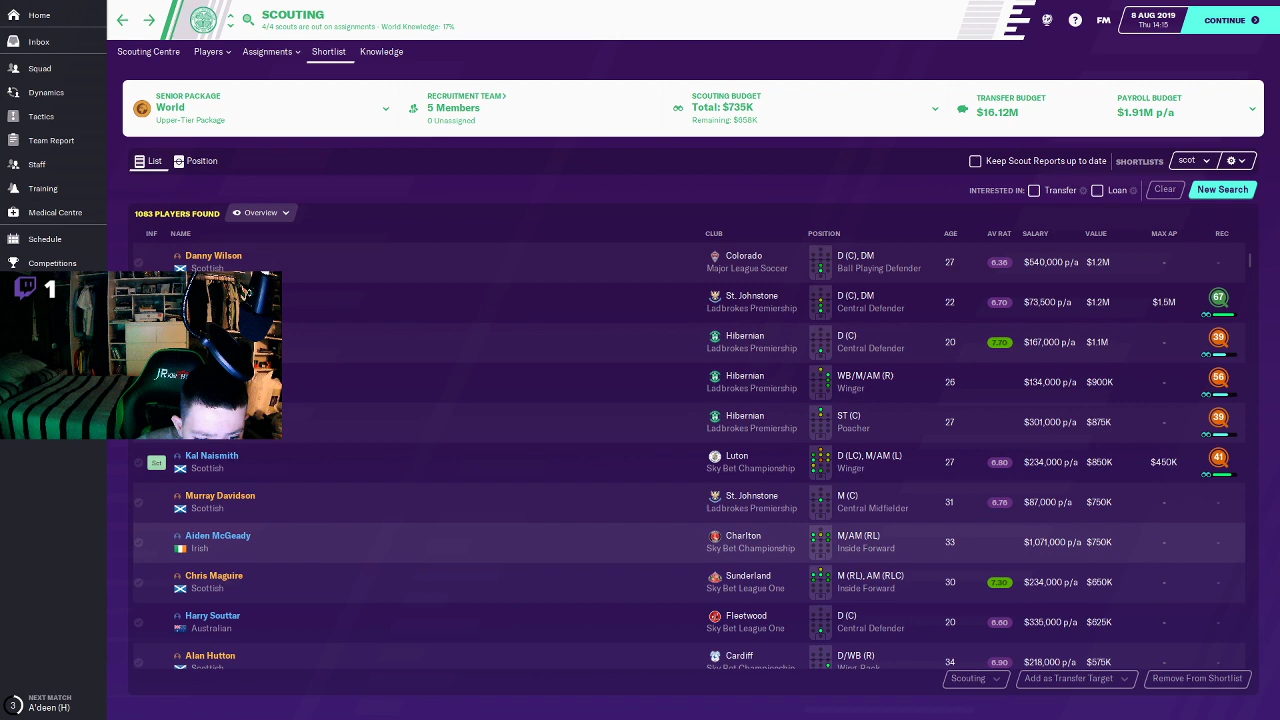 SCOUTING
4/4 scouts are out on assignments - World Knowledge: 17%
FM
8 AUG 2019
Thu 14:15
CONTINUE
Inbox
Squad
Dynamics
Tactics
Team Report
Staff
Training
Medical Centre
Schedule
Competitions
1
3
NEXT MATCH
A'deen (H)
Scouting Centre Players Assignments Shortlist Knowledge
SENIOR PACKAGE
World
Upper-Tier Package
RECRUITMENT TEAM
5 Members
0 Unassigned
SCOUTING BUDGET
Total: $735K
Remaining: $658K
TRANSFER BUDGET
$16.12M
PAYROLL BUDGET
$1.91M p/a
List Position
Keep Scout Reports up to date SHORTLISTS scot
INTERESTED IN: Transfer Loan Clear New Search
1083 PLAYERS FOUND Overview
INF NAME CLUB POSITION AGE AV RAT SALARY VALUE MAX AP REC
Danny Wilson Colorado D (C), DM 27 6.36 $540,000 p/a $1.2M - -
Scottish Major League Soccer Ball Playing Defender
St. Johnstone D (C), DM 22 6.70 $73,500 p/a $1.2M $1.5M 67
Ladbrokes Premiership Central Defender
Hibernian D (C) 20 7.70 $167,000 p/a $1.1M - 39
Ladbrokes Premiership Central Defender
Hibernian WB/M/AM (R) 26 $134,000 p/a $900K - 56
Ladbrokes Premiership Winger
Hibernian ST (C) 27 $301,000 p/a $875K - 39
Ladbrokes Premiership Poacher
Sct Kal Naismith Luton D (LC), M/AM (L) 27 6.80 $234,000 p/a $850K $450K 41
Scottish Sky Bet Championship Winger
Murray Davidson St. Johnstone M (C) 31 6.76 $87,000 p/a $750K - -
Scottish Ladbrokes Premiership Central Midfielder
Aiden McGeady Charlton M/AM (RL) 33 $1,071,000 p/a $750K - -
Irish Sky Bet Championship Inside Forward
Chris Maguire Sunderland M (RL), AM (RLC) 30 7.30 $234,000 p/a $650K - -
Scottish Sky Bet League One Inside Forward
Harry Souttar Fleetwood D (C) 20 6.60 $335,000 p/a $625K - -
Australian Sky Bet League One Central Defender
Alan Hutton Cardiff D/WB (R) 34 6.90 $218,000 p/a $575K - -
Scottish Sky Bet Championship Wing-Back
Scouting Add as Transfer Target Remove From Shortlist